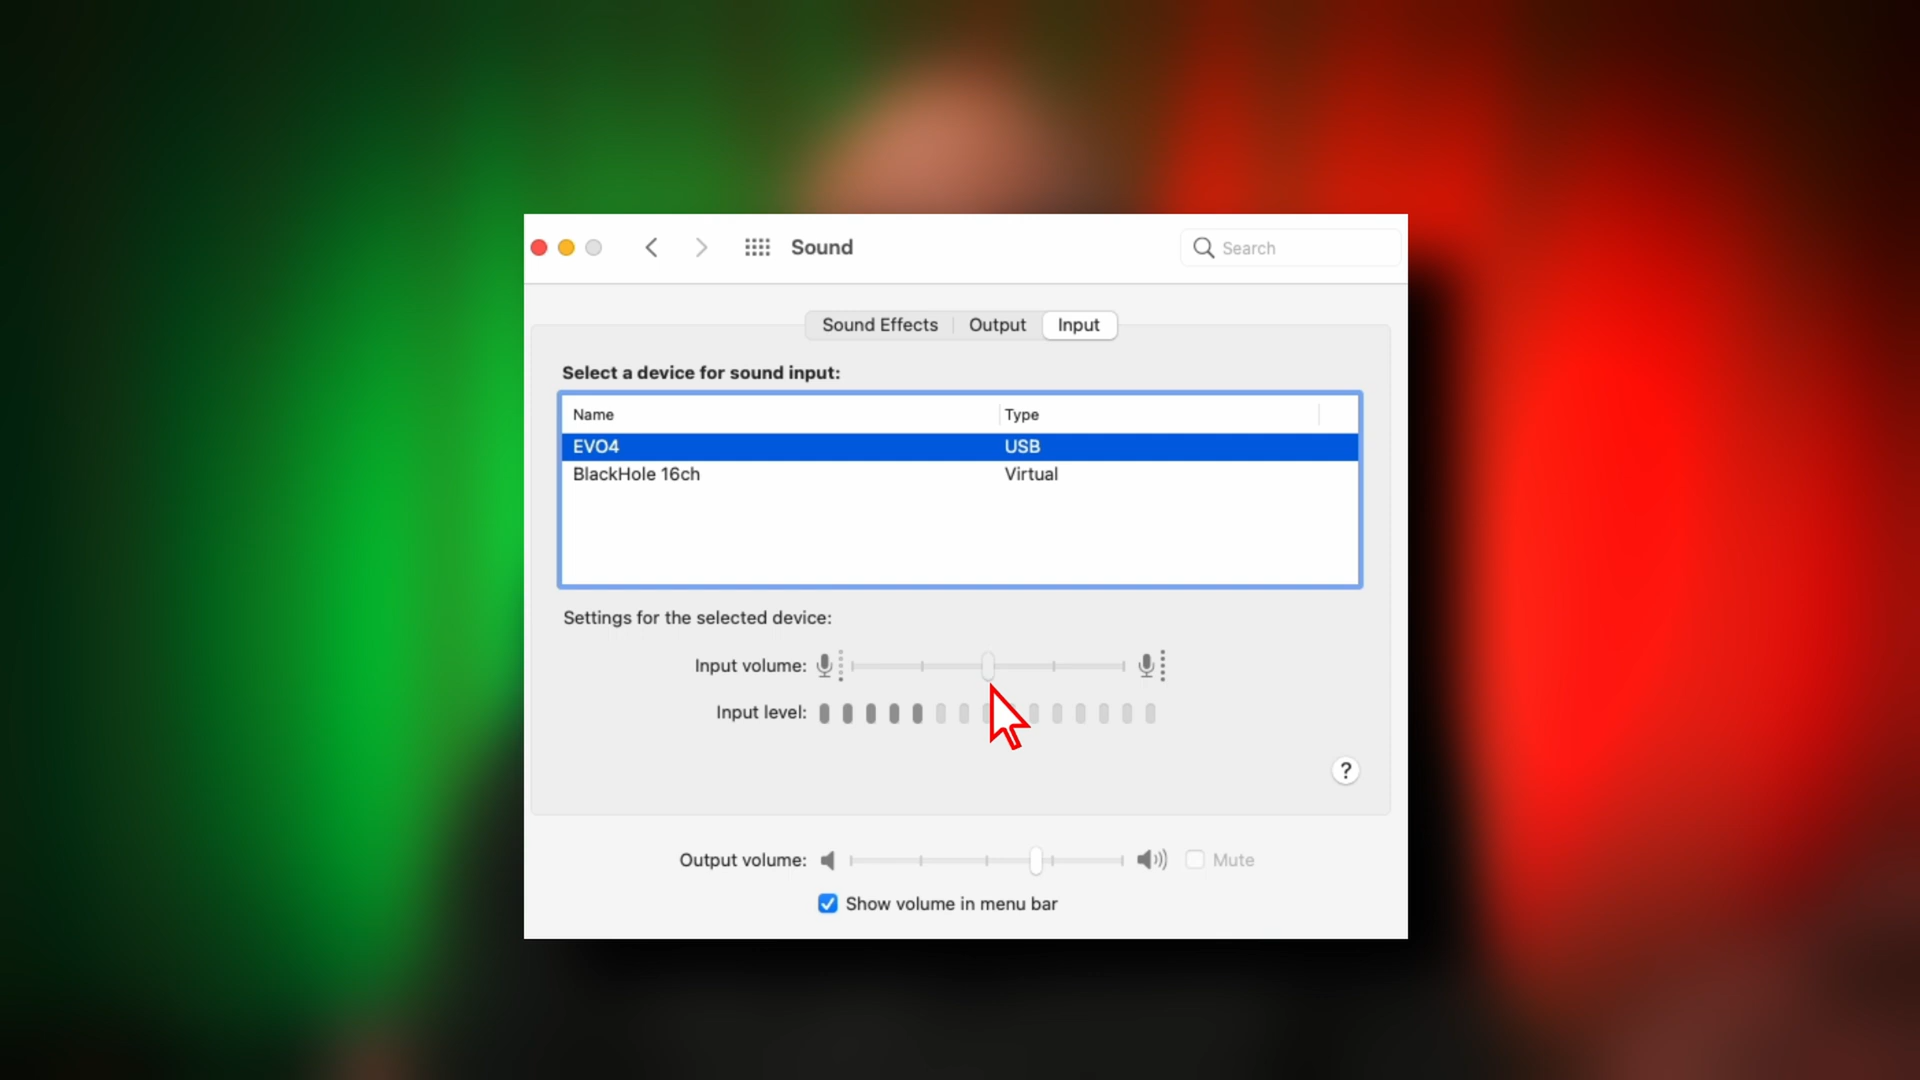 Sound
Search
Sound Effects
Output
Input
Select a device for sound input:
Name Type
EVO4 USB
BlackHole 16ch Virtual
Settings for the selected device:
Input volume:
Input level:
?
Output volume:
Mute
Show volume in menu bar